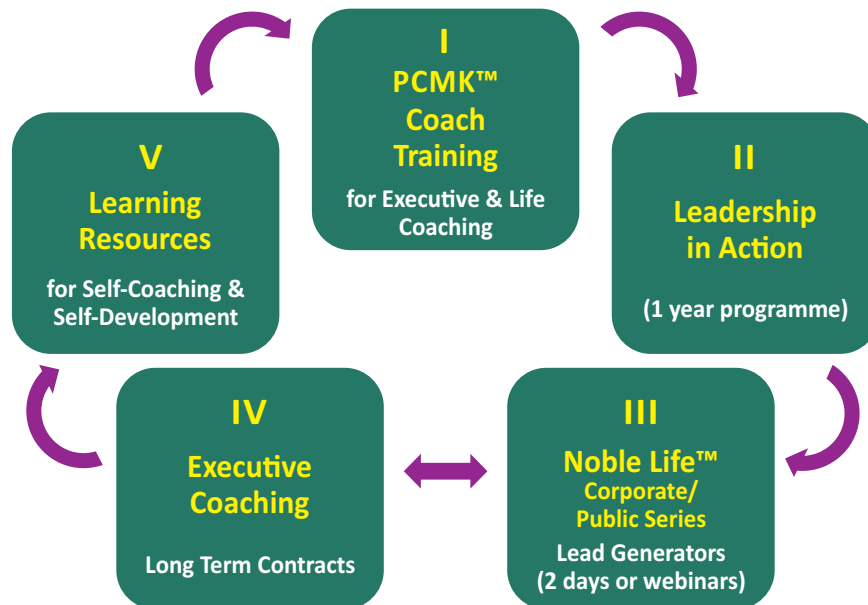 I
PCMK™
Coach
Training
for Executive & Life
Coaching
II
Leadership
in Action
(1 year programme)
III
Noble Life™
Corporate/
Public Series
Lead Generators
(2 days or webinars)
IV
Executive
Coaching
Long Term Contracts
V
Learning
Resources
for Self-Coaching &
Self-Development